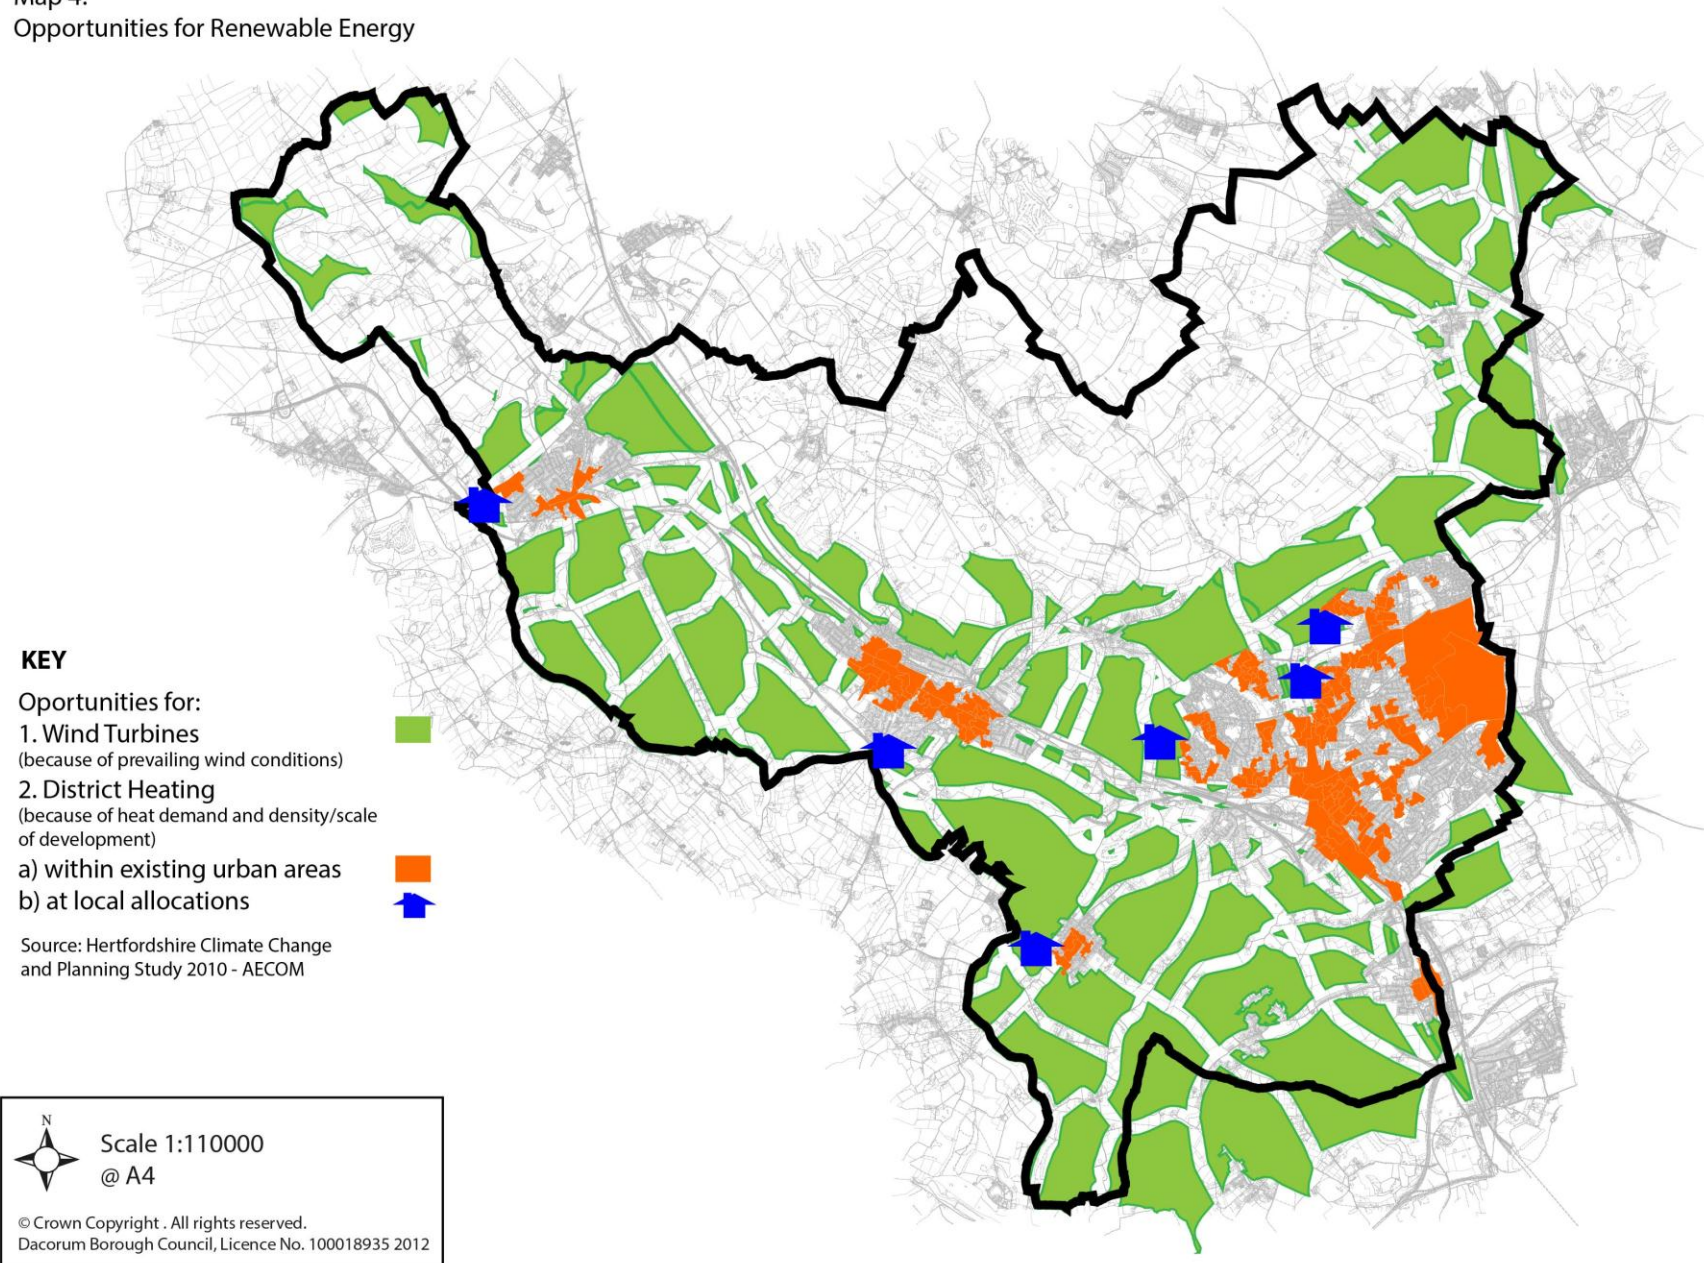 Map 4:
Opportunities for Renewable Energy
KEY
Oportunities for:
1. Wind Turbines
(because of prevailing wind conditions)
2. District Heating
(because of heat demand and density/scale
of development)
a) within existing urban areas
b) at local allocations
Source: Hertfordshire Climate Change
and Planning Study 2010 - AECOM
N
Scale 1:110000
@ A4
© Crown Copyright . All rights reserved.
Dacorum Borough Council, Licence No. 100018935 2012